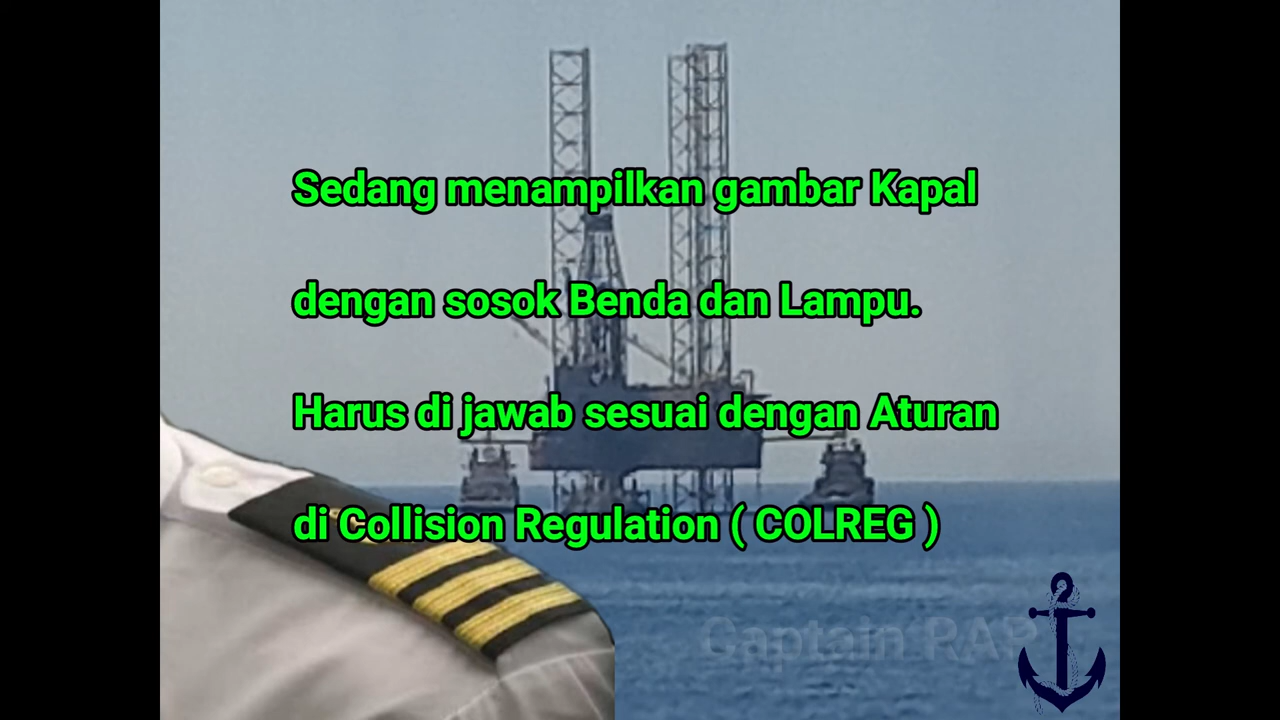 Sedang menampilkan gambar Kapal
dengan sosok Benda dan Lampu.
Harus di jawab sesuai dengan Aturan
di Collision Regulation ( COLREG )
Captain RAP